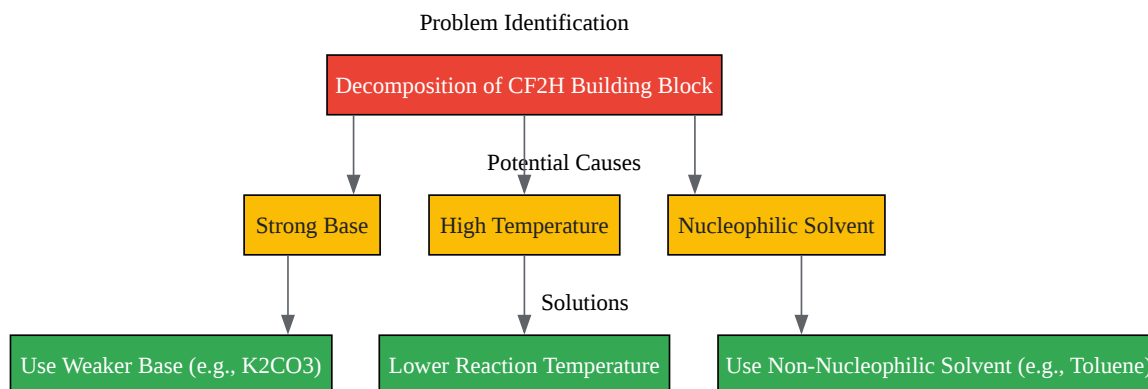 Problem Identification
Decomposition of CF2H Building Block
Potential Causes
Strong Base
High Temperature
Nucleophilic Solvent
Solutions
Use Weaker Base (e.g., K2CO3)
Lower Reaction Temperature
Use Non-Nucleophilic Solvent (e.g., Toluene)